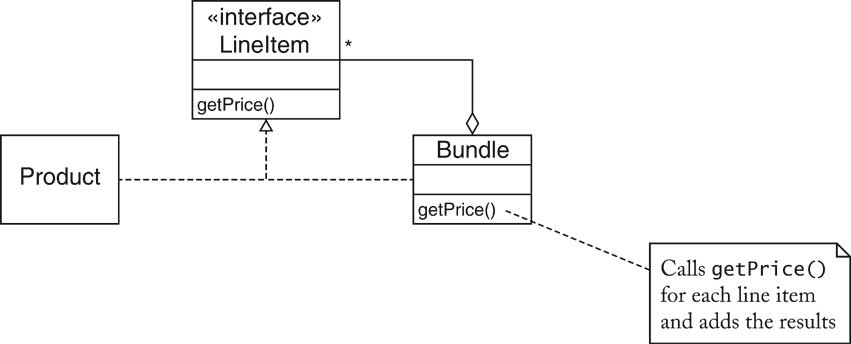 «interface»
LineItem
*
getPrice()
Product
Bundle
getPrice()
Calls getPrice()
for each line item
and adds the results